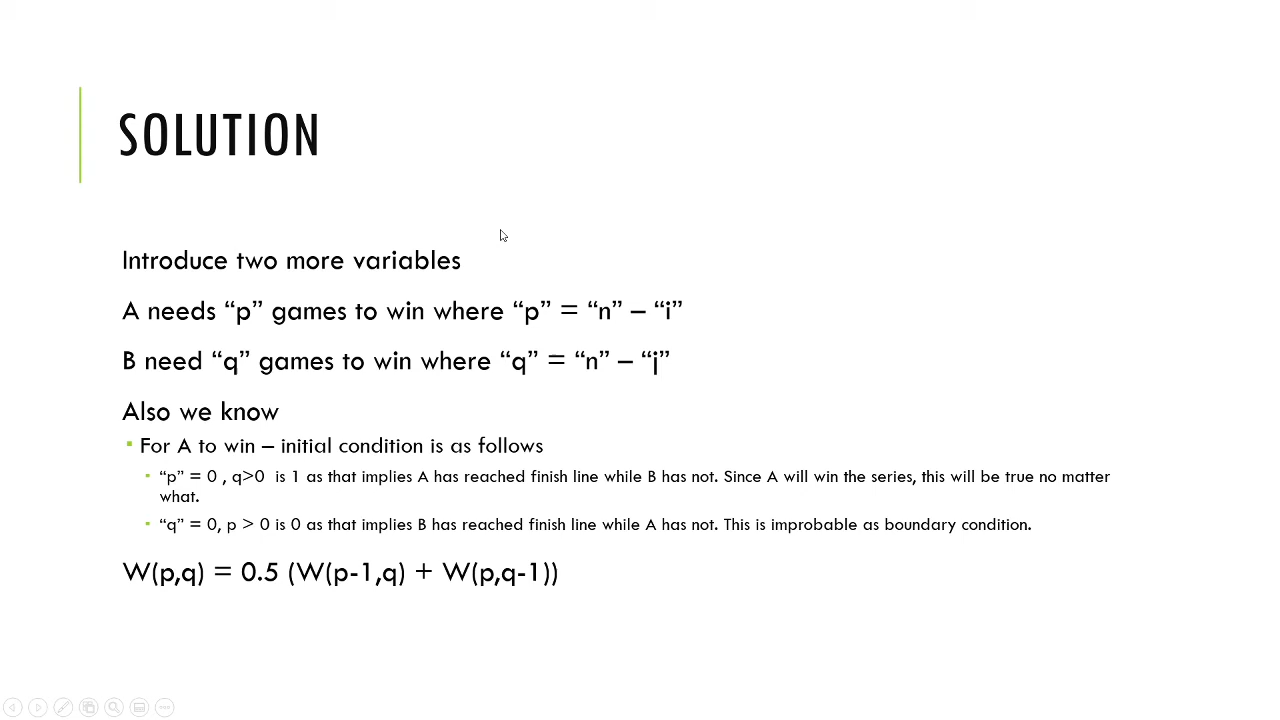 SOLUTION
Introduce two more variables
A needs “p” games to win where “p” = “n” – “i”
B need “q” games to win where “q” = “n” – “j”
Also we know
For A to win – initial condition is as follows
“p” = 0 , q>0 is 1 as that implies A has reached finish line while B has not. Since A will win the series, this will be true no matter
what.
“q” = 0, p > 0 is 0 as that implies B has reached finish line while A has not. This is improbable as boundary condition.
W(p,q) = 0.5 (W(p-1,q) + W(p,q-1))